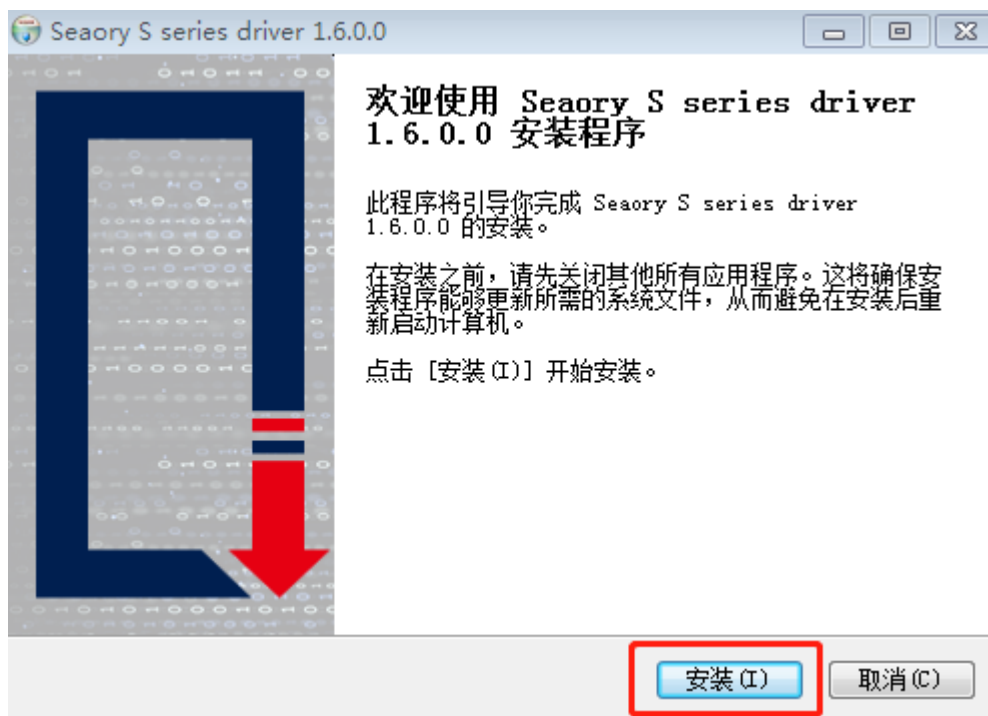 Seaory S series driver 1.6.0.0
欢迎使用 Seaory S series driver
1.6.0.0 安装程序
此程序将引导你完成 Seaory S series driver
1.6.0.0 的安装。
在安装之前，请先关闭其他所有应用程序。这将确保安
装程序能够更新所需的系统文件，从而避免在安装后重
新启动计算机。
点击 [安装(I)] 开始安装。
安装(I)
取消(C)